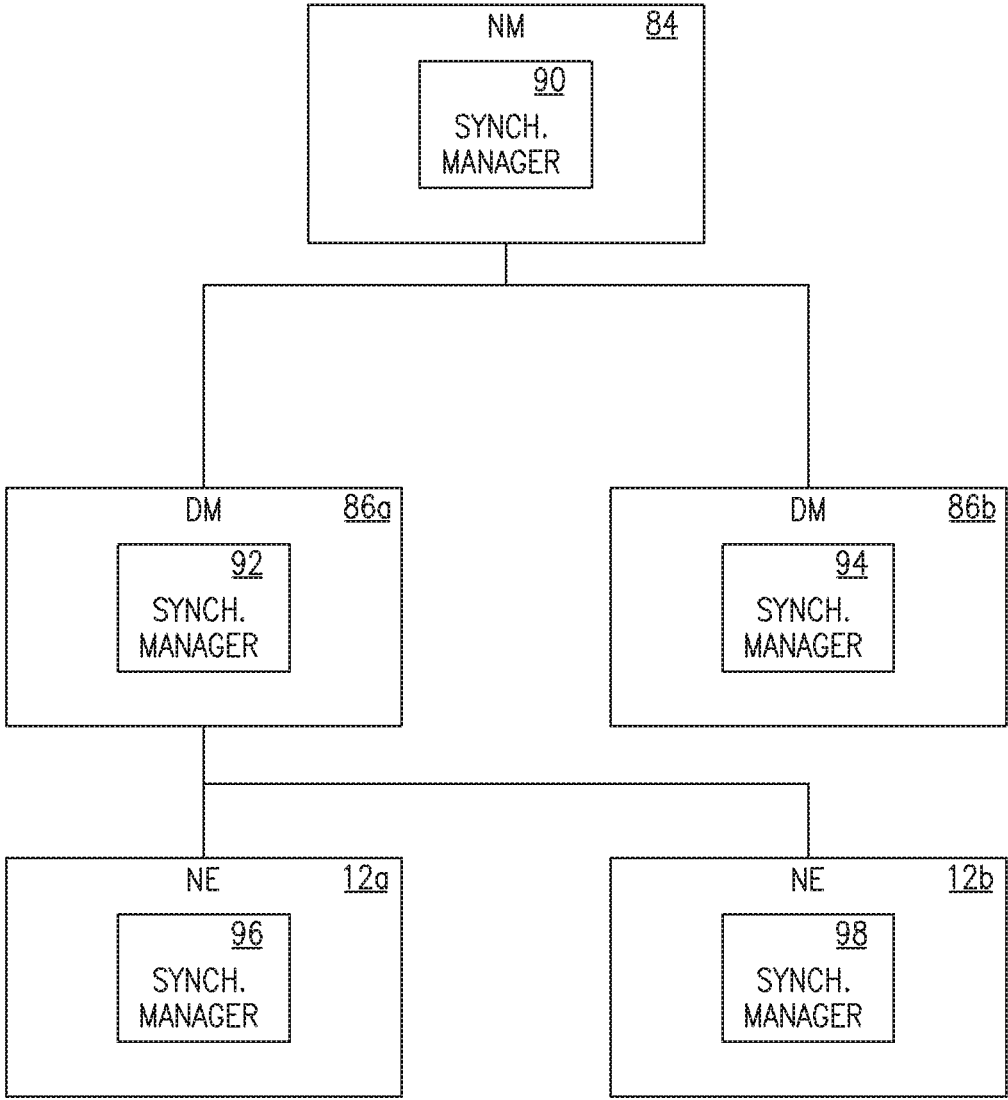 NM 84
90
SYNCH.
MANAGER
DM 86a
92
SYNCH.
MANAGER
DM 86b
94
SYNCH.
MANAGER
NE 12a
96
SYNCH.
MANAGER
NE 12b
98
SYNCH.
MANAGER